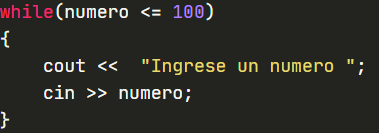 while(numero <= 100)
{
    cout <<  "Ingrese un numero ";
    cin >> numero;
}